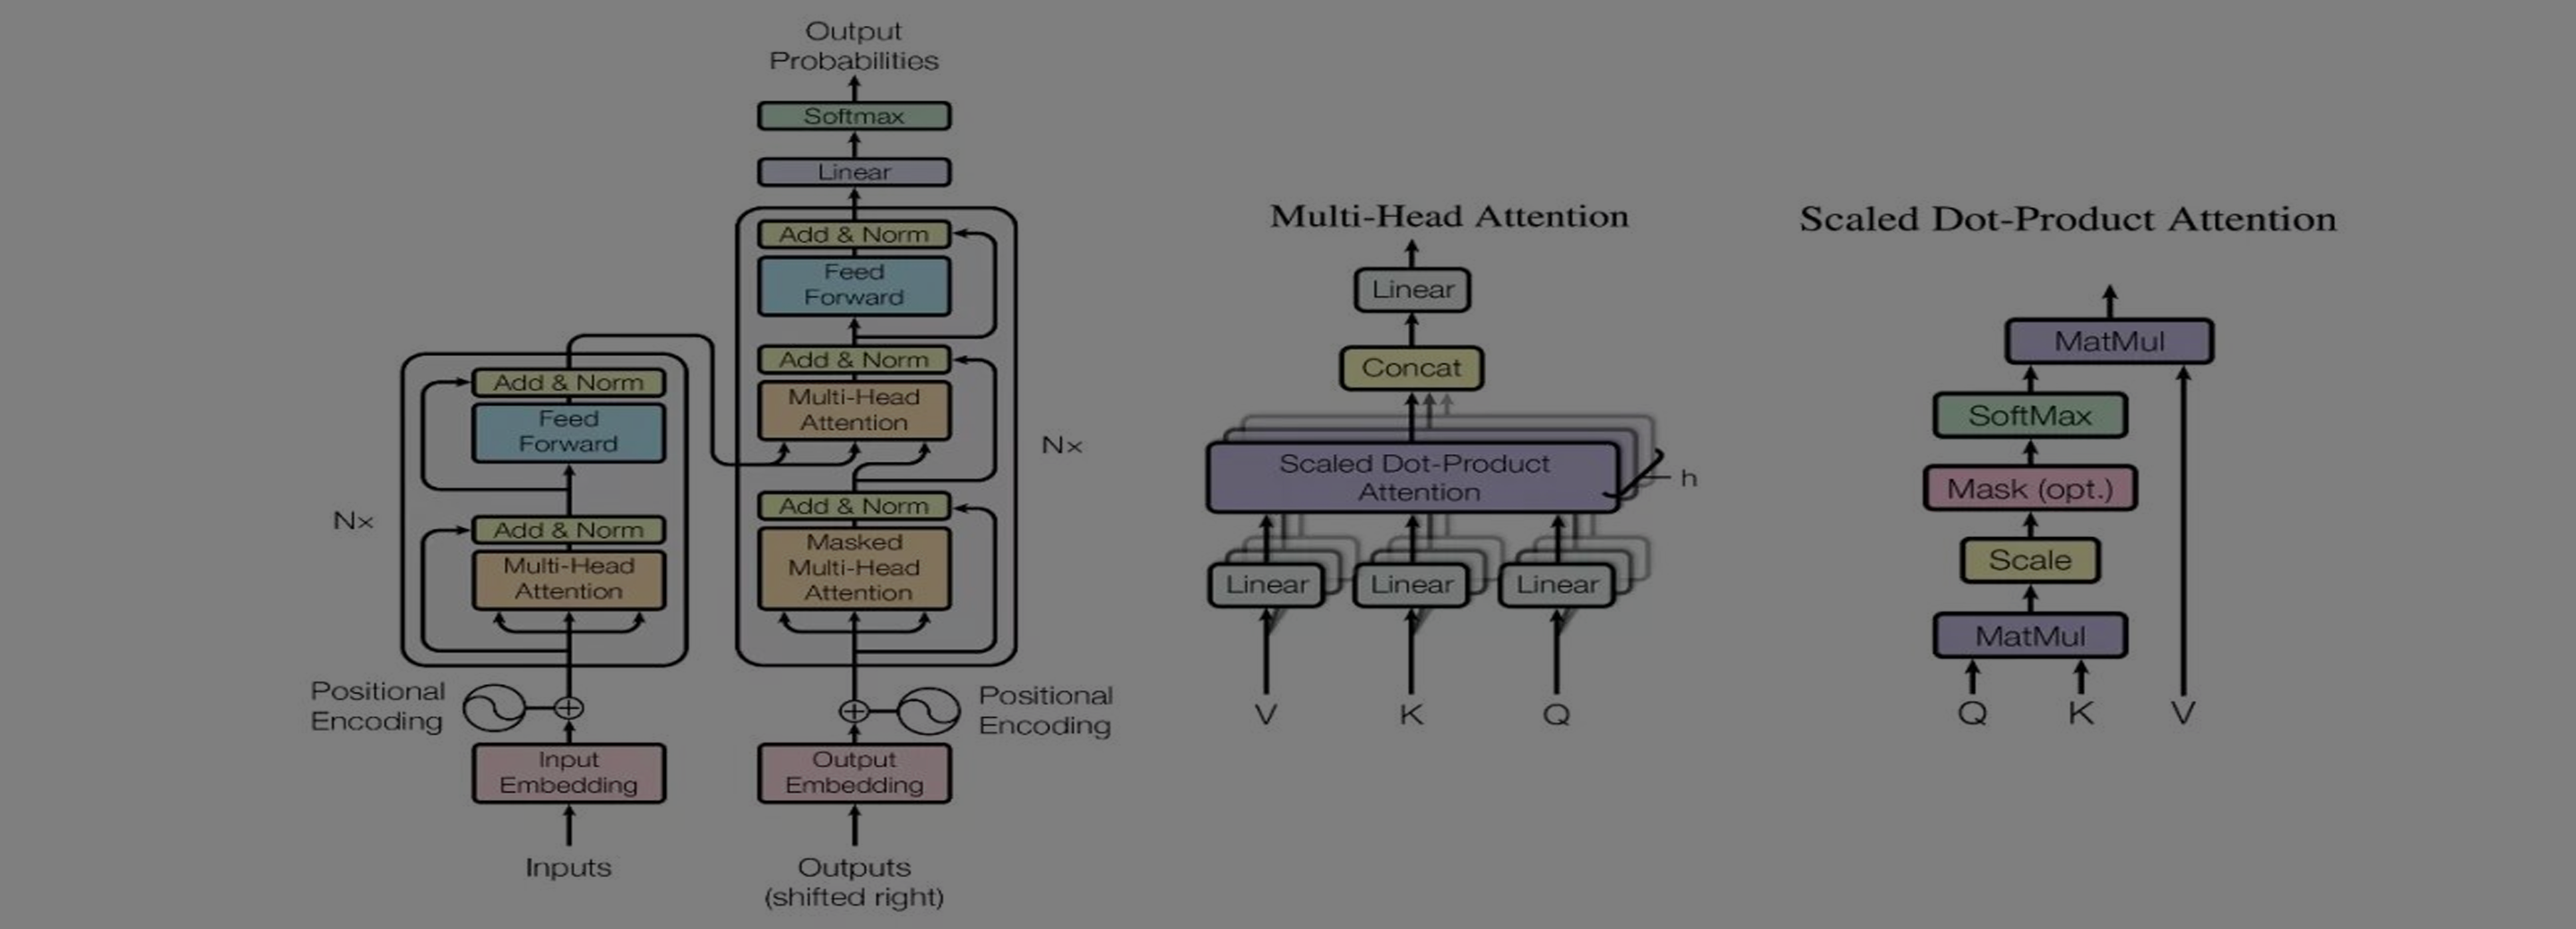 Output
Probabilities
Softmax
Linear
Add & Norm
Feed
Forward
Add & Norm
Multi-Head
Attention
Nx
Add & Norm
Masked
Multi-Head
Attention
Add & Norm
Feed
Forward
Nx
Add & Norm
Multi-Head
Attention
Positional
Encoding
Positional
Encoding
Input
Embedding
Output
Embedding
Inputs
Outputs
(shifted right)
Multi-Head Attention
Linear
Concat
Scaled Dot-Product
Attention
h
Linear
Linear
Linear
V
K
Q
Scaled Dot-Product Attention
MatMul
SoftMax
Mask (opt.)
Scale
MatMul
Q
K
V